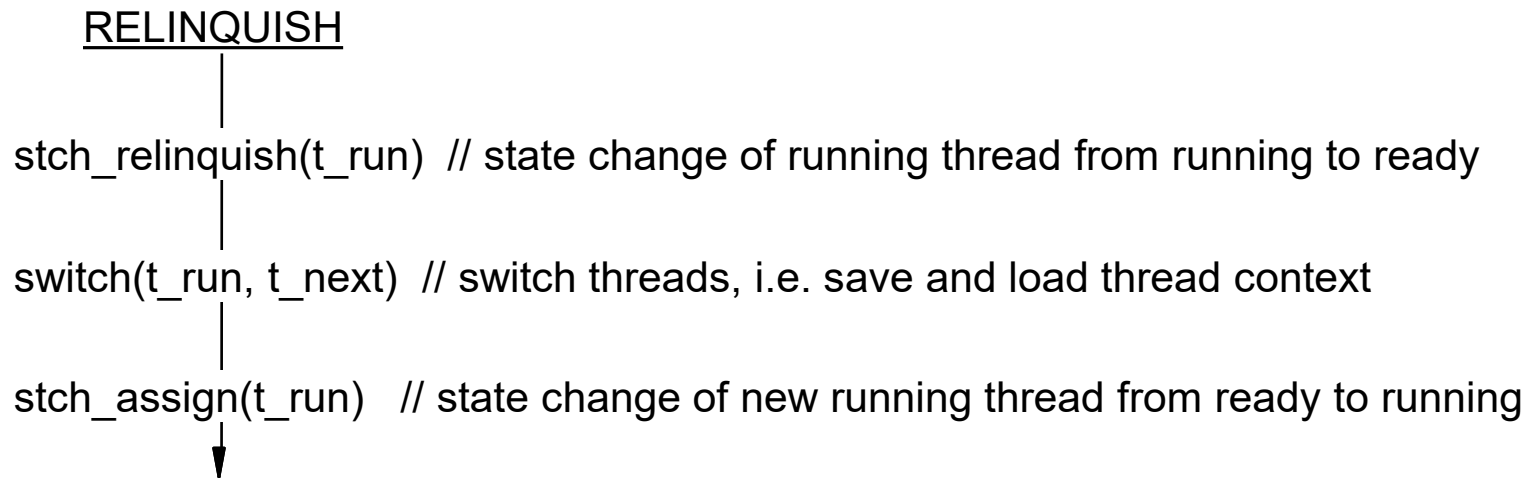 RELINQUISH
stch_relinquish(t_run)  // state change of running thread from running to ready
switch(t_run, t_next)  // switch threads, i.e. save and load thread context
stch_assign(t_run)   // state change of new running thread from ready to running